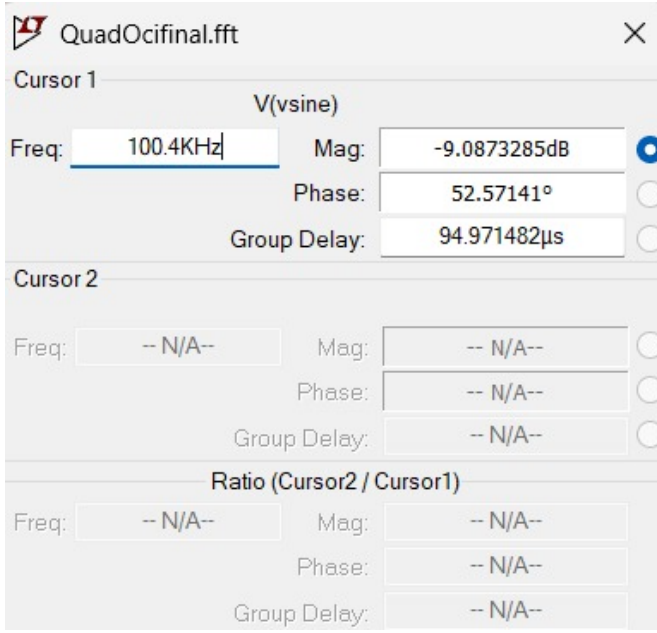 QuadOcifinal.fft
Cursor 1
V(vsine)
Freq: 100.4KHz Mag: -9.0873285dB
Phase: 52.57141º
Group Delay: 94.971482µs
Cursor 2
Freq: -- N/A-- Mag: -- N/A--
Phase: -- N/A--
Group Delay: -- N/A--
Ratio (Cursor2 / Cursor1)
Freq: -- N/A-- Mag: -- N/A--
Phase: -- N/A--
Group Delay: -- N/A--